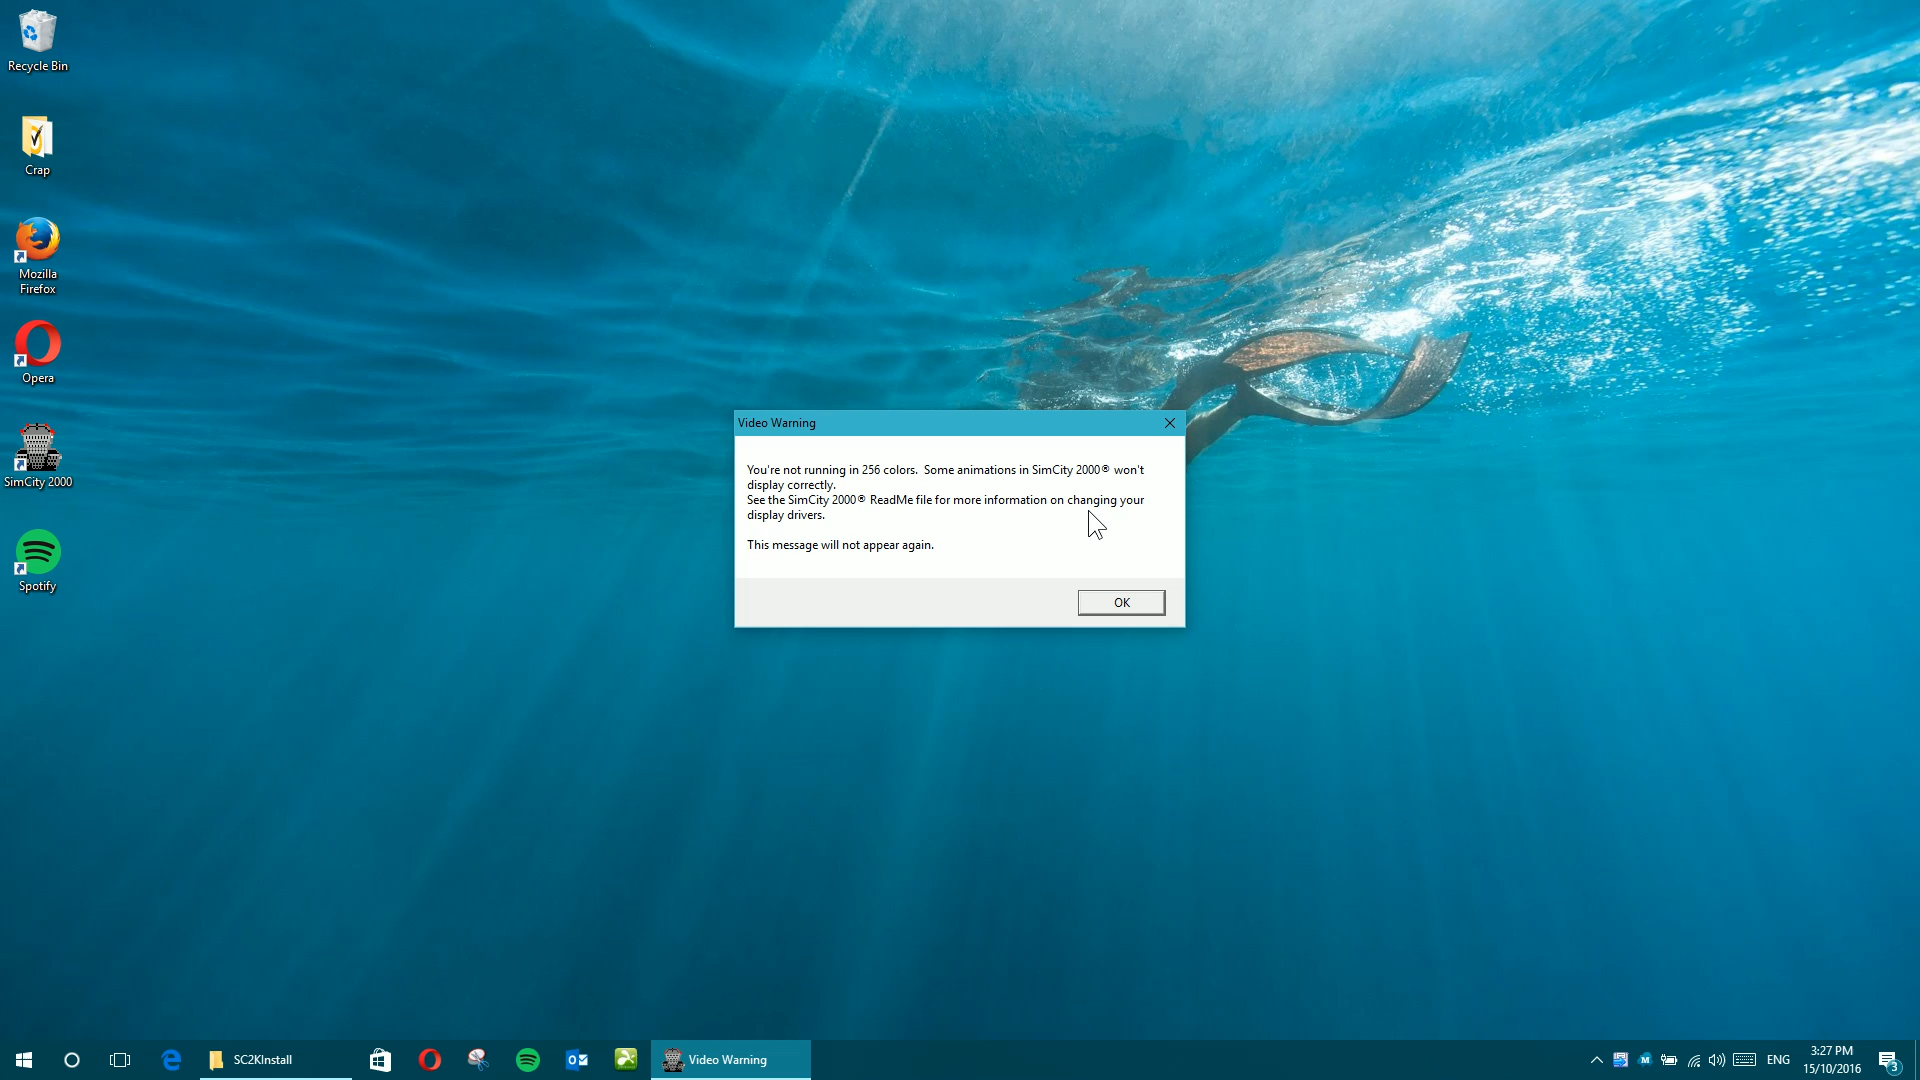 Recycle Bin
Crap
Mozilla
Firefox
Opera
SimCity 2000
Spotify
Video Warning
You're not running in 256 colors.  Some animations in SimCity 2000® won't
display correctly.
See the SimCity 2000® ReadMe file for more information on changing your
display drivers.
This message will not appear again.
OK
SC2KInstall
Video Warning
ENG
3:27 PM
15/10/2016
3